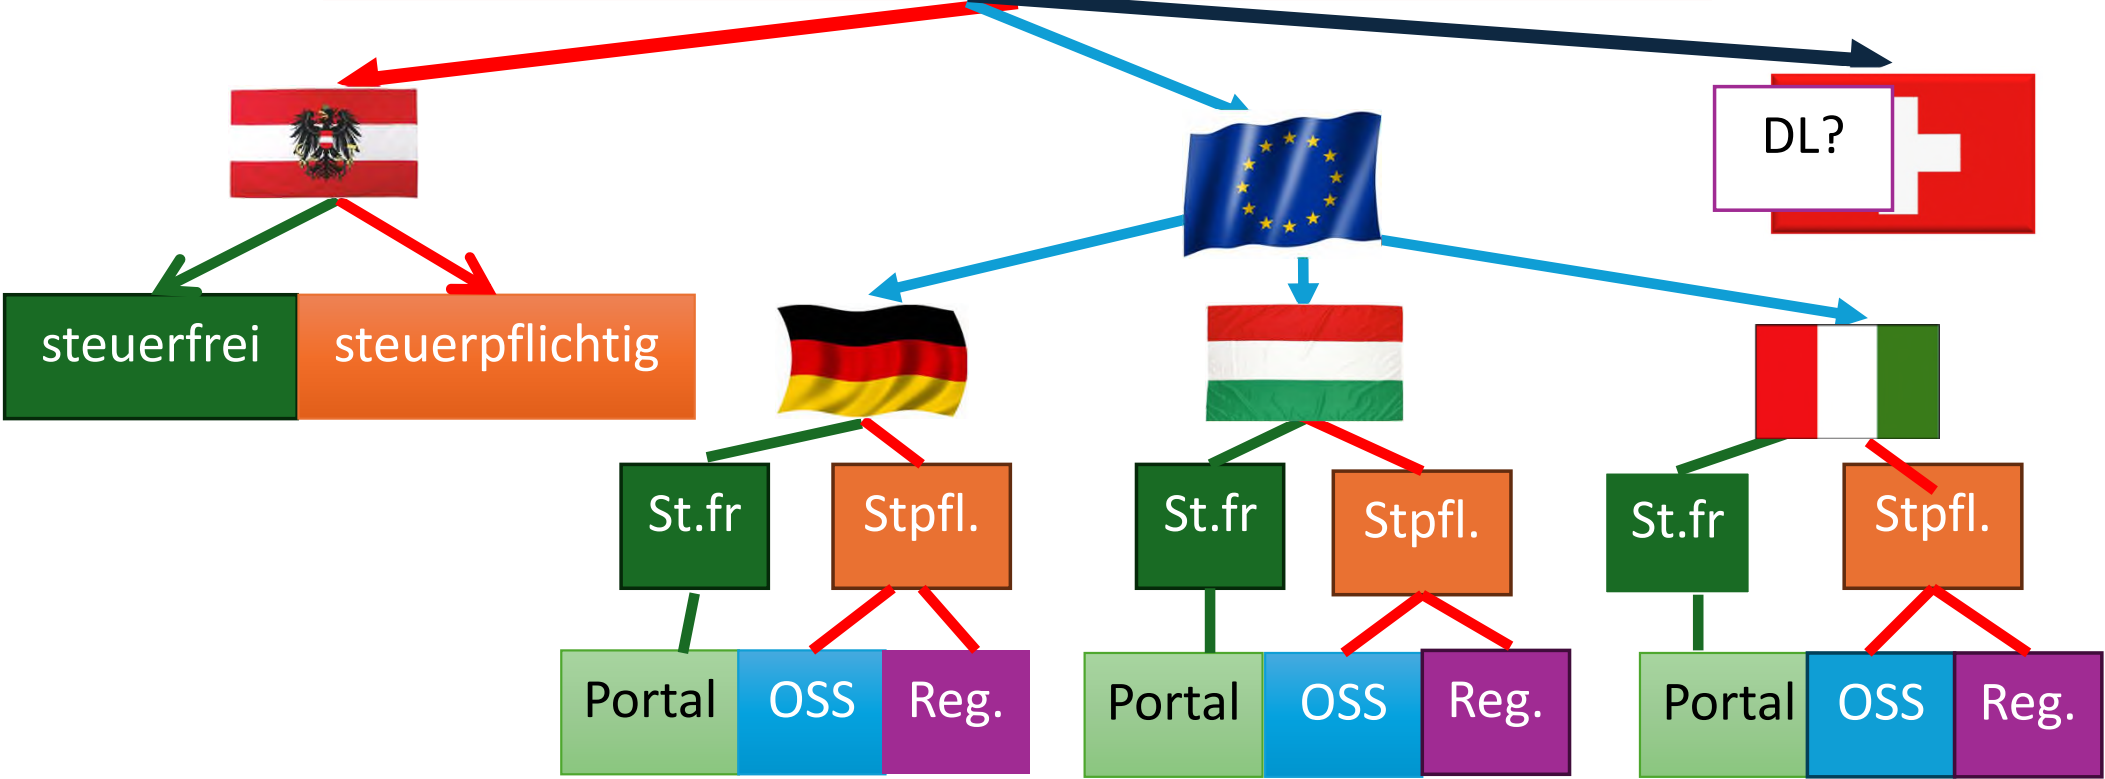 DL?
steuerfrei
steuerpflichtig
St.fr
Stpfl.
St.fr
Stpfl.
St.fr
Stpfl.
Portal
OSS
Reg.
Portal
OSS
Reg.
Portal
OSS
Reg.